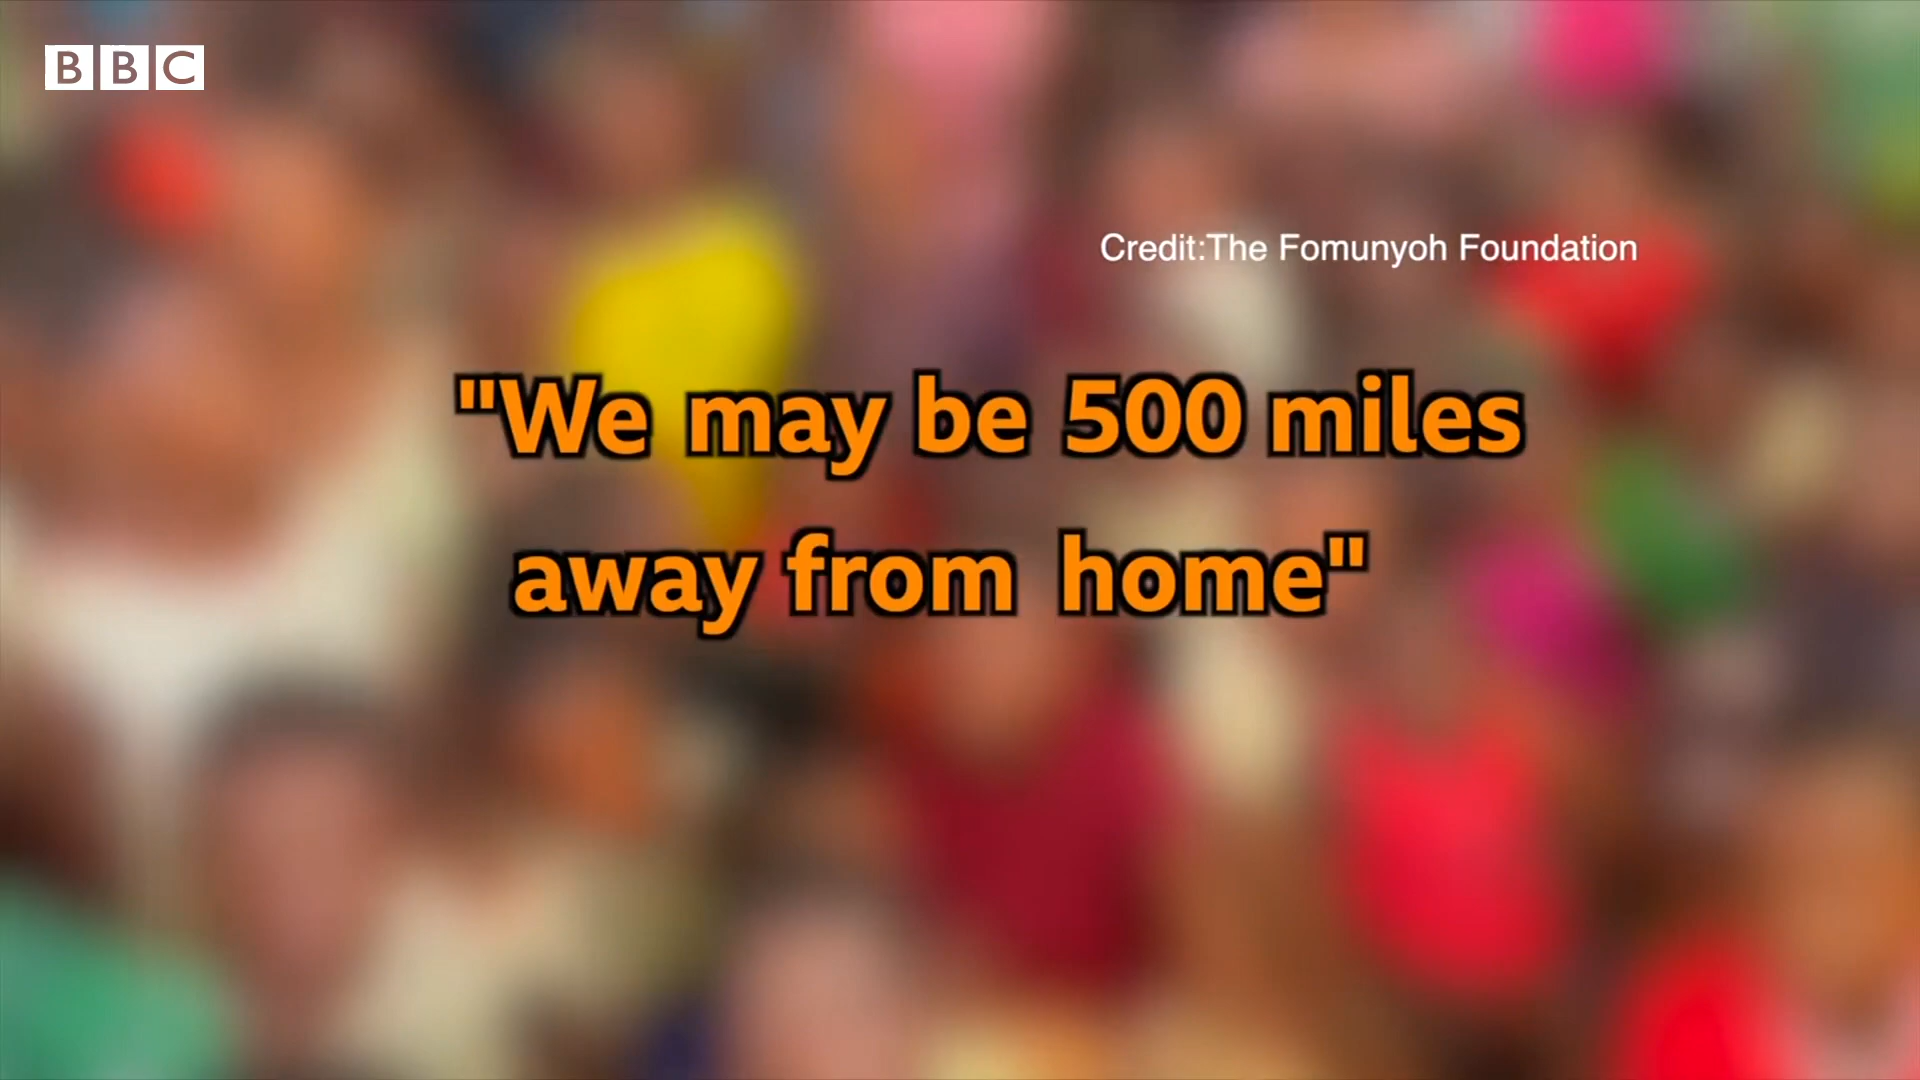 BBC
Credit:The Fomunyoh Foundation
"We may be 500 miles
away from home"